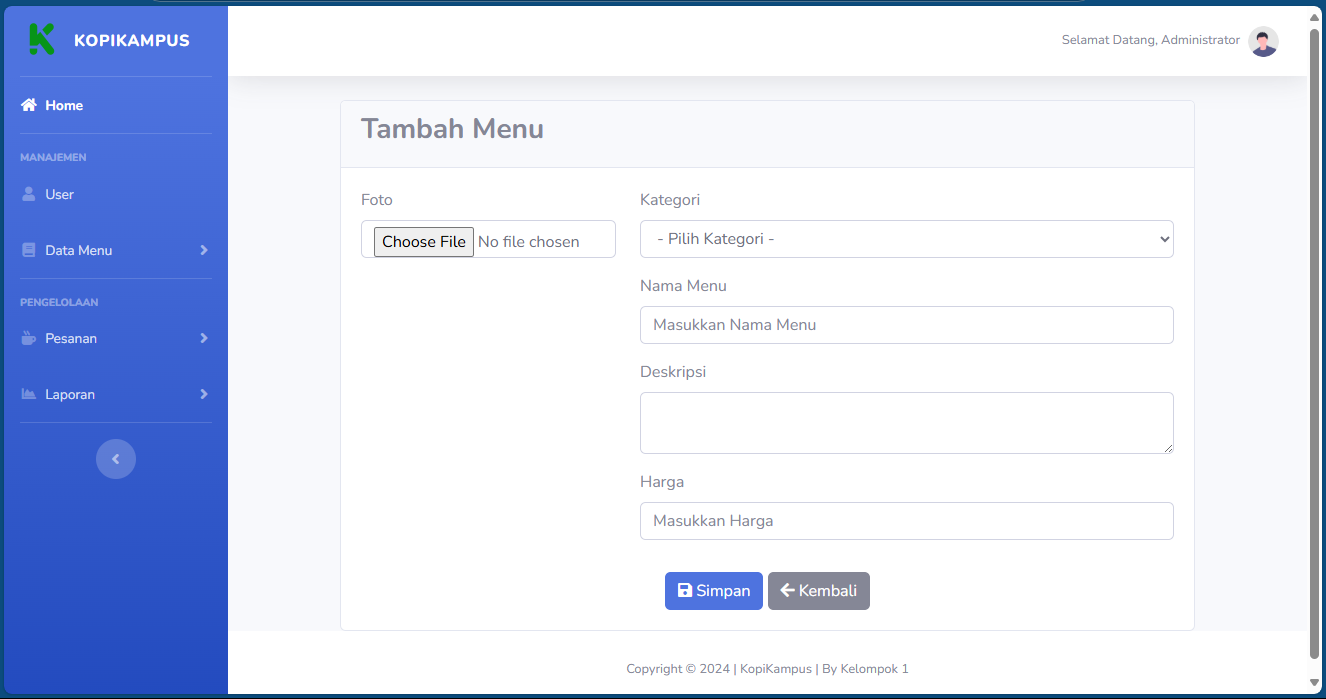 KOPIKAMPUS
Selamat Datang, Administrator
Home
MANAJEMEN
User
Data Menu
PENGELOLAAN
Pesanan
Laporan
Tambah Menu
Foto
Choose File No file chosen
Kategori
- Pilih Kategori -
Nama Menu
Masukkan Nama Menu
Deskripsi
Harga
Masukkan Harga
Simpan
Kembali
Copyright © 2024 | KopiKampus | By Kelompok 1